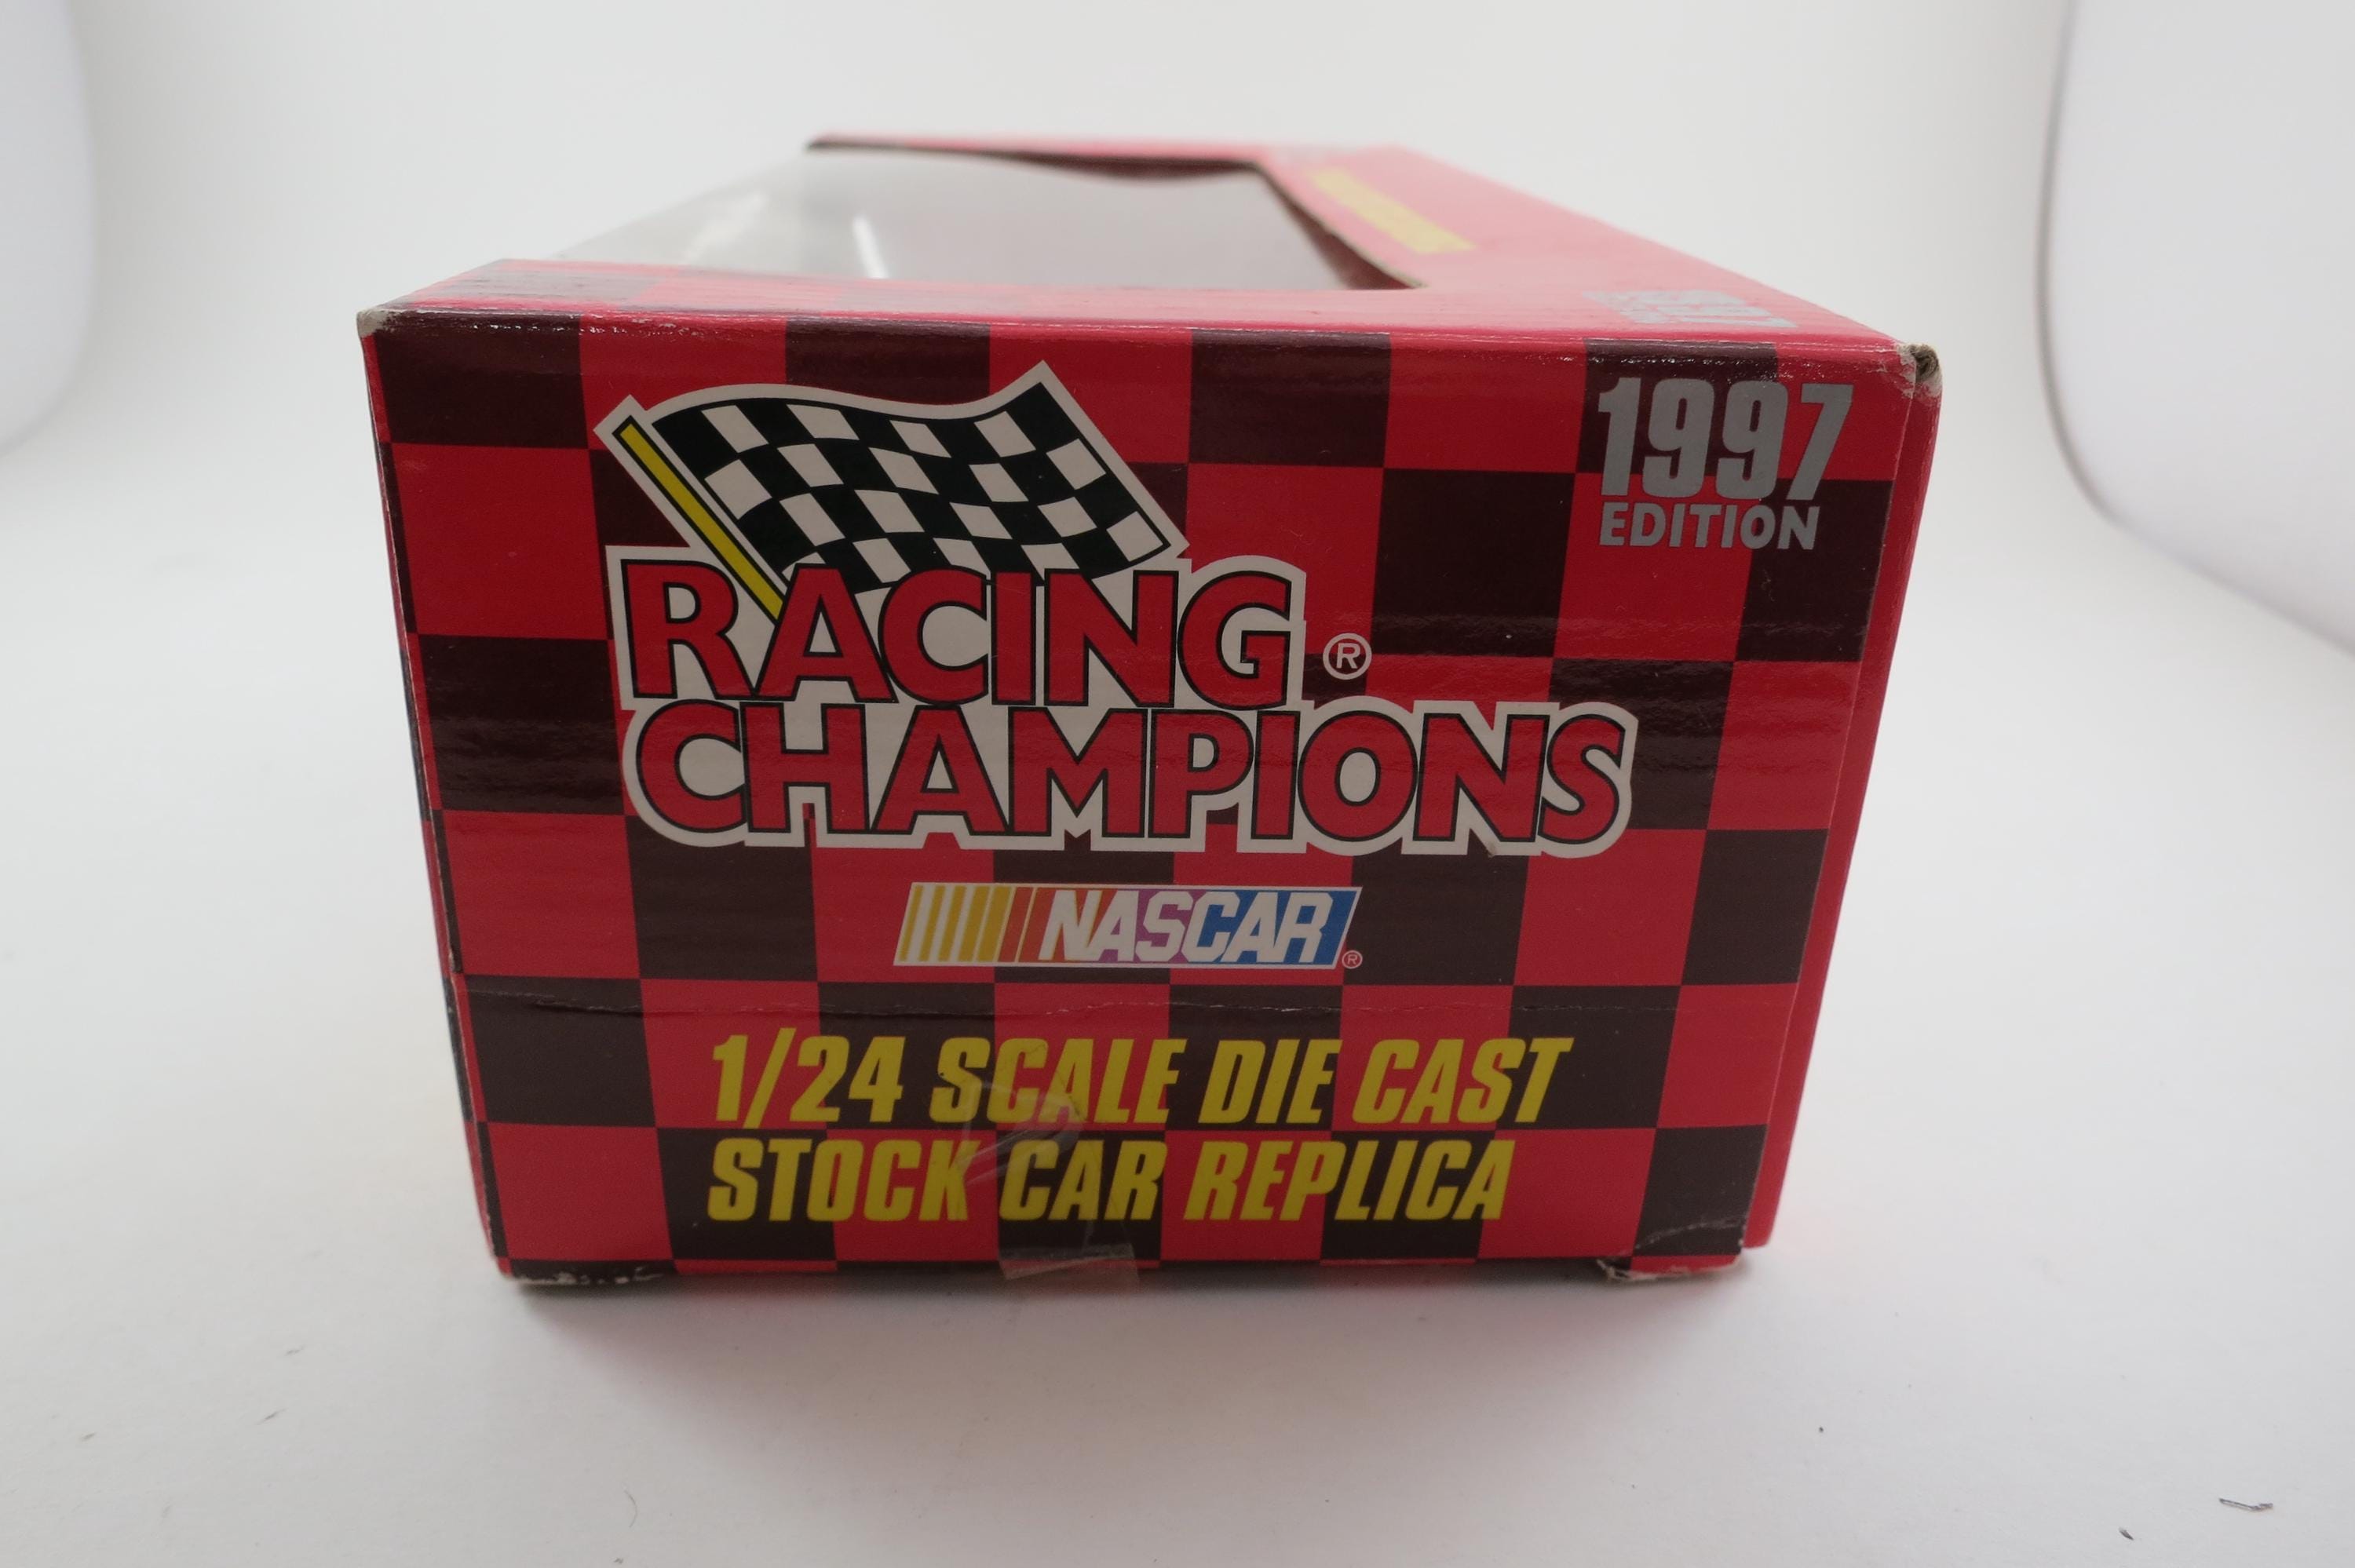 1997
EDITION
RACING ®
CHAMPIONS
NASCAR ®
1/24 SCALE DIE CAST
STOCK CAR REPLICA